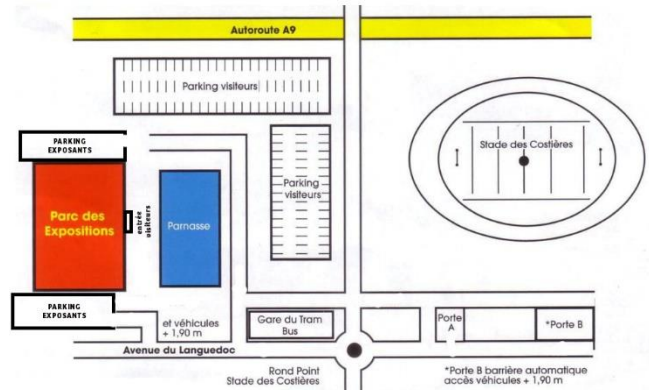 Autoroute A9
Parking visiteurs
PARKING
EXPOSANTS
Stade des Costières
Parking
visiteurs
Parc des
Expositions
entrée
visiteurs
Parnasse
PARKING
EXPOSANTS
et véhicules
+ 1,90 m
Gare du Tram
Bus
Porte
A
*Porte B
Avenue du Languedoc
Rond Point
Stade des Costières
*Porte B barrière automatique
accès véhicules + 1,90 m